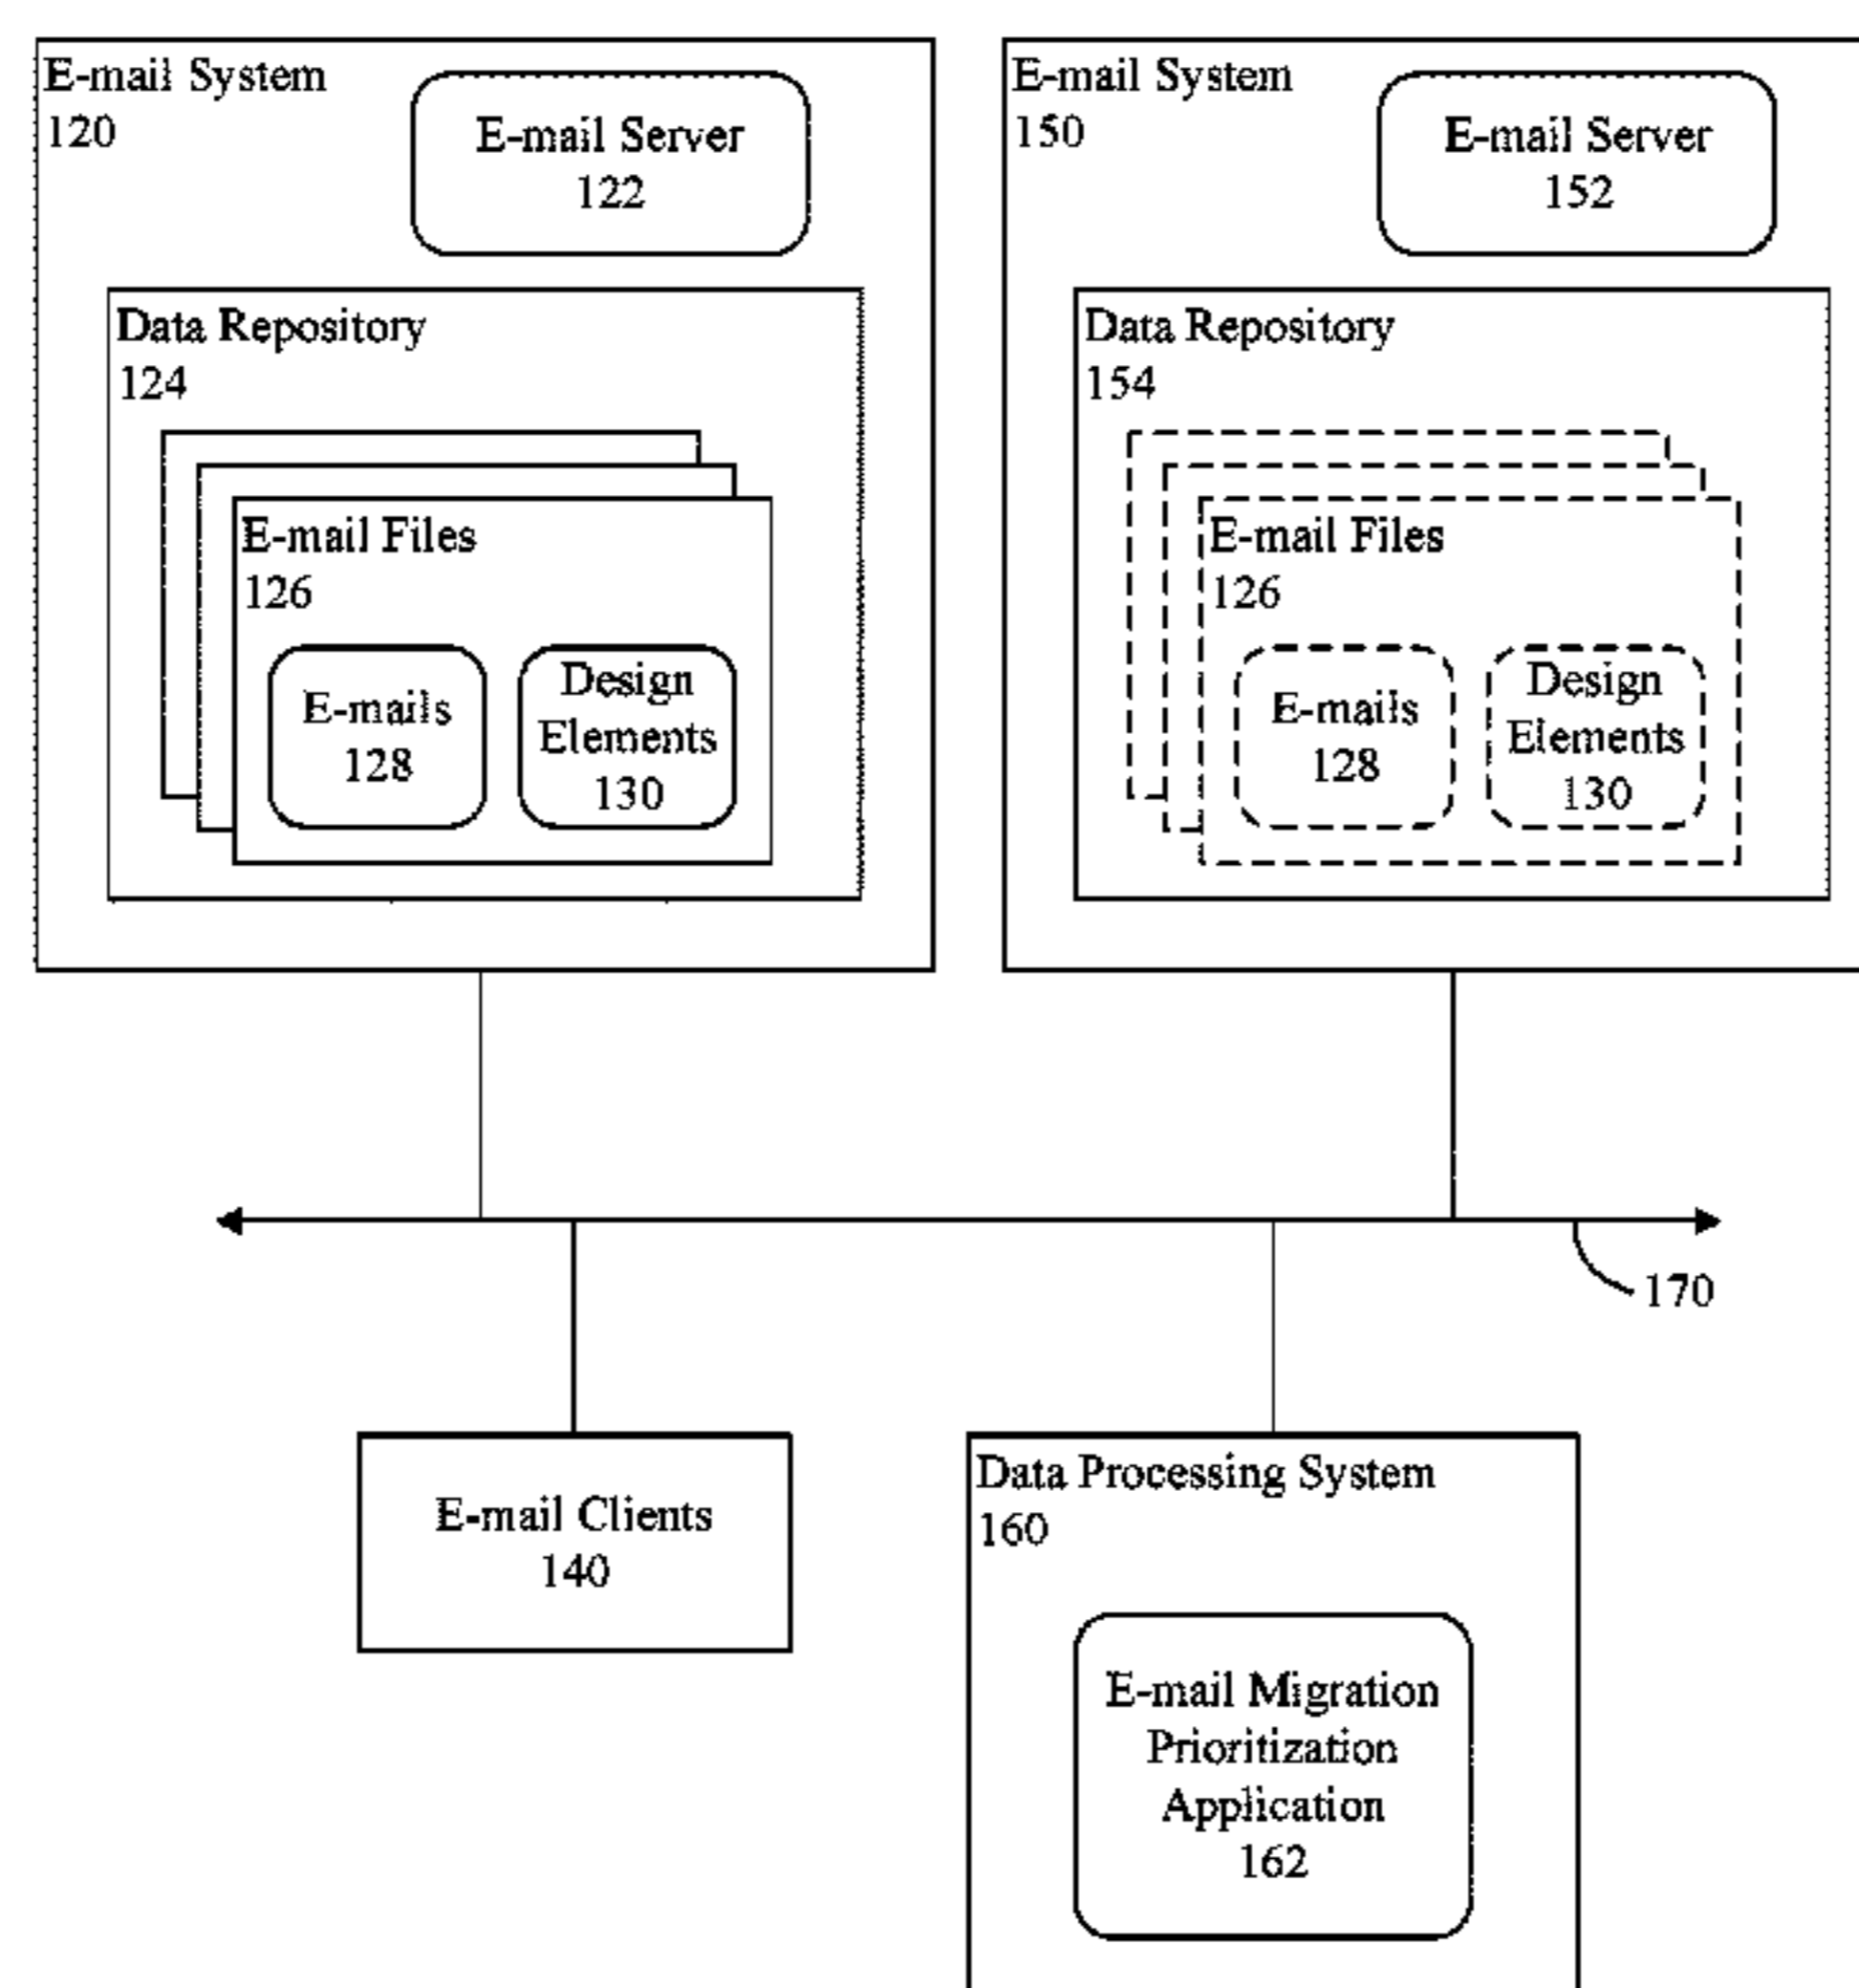 E-mail System
120
E-mail Server
122
Data Repository
124
E-mail Files
126
E-mails
128
Design
Elements
130
E-mail System
150
E-mail Server
152
Data Repository
154
E-mail Files
126
E-mails
128
Design
Elements
130
170
E-mail Clients
140
Data Processing System
160
E-mail Migration
Prioritization
Application
162